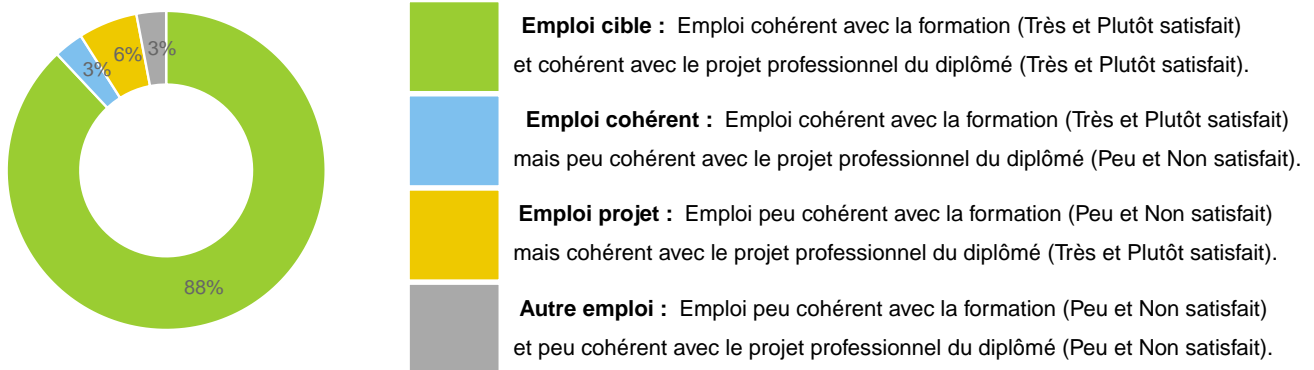 3%
6%
3%
88%
Emploi cible : Emploi cohérent avec la formation (Très et Plutôt satisfait)
et cohérent avec le projet professionnel du diplômé (Très et Plutôt satisfait).
Emploi cohérent : Emploi cohérent avec la formation (Très et Plutôt satisfait)
mais peu cohérent avec le projet professionnel du diplômé (Peu et Non satisfait).
Emploi projet : Emploi peu cohérent avec la formation (Peu et Non satisfait)
mais cohérent avec le projet professionnel du diplômé (Très et Plutôt satisfait).
Autre emploi : Emploi peu cohérent avec la formation (Peu et Non satisfait)
et peu cohérent avec le projet professionnel du diplômé (Peu et Non satisfait).